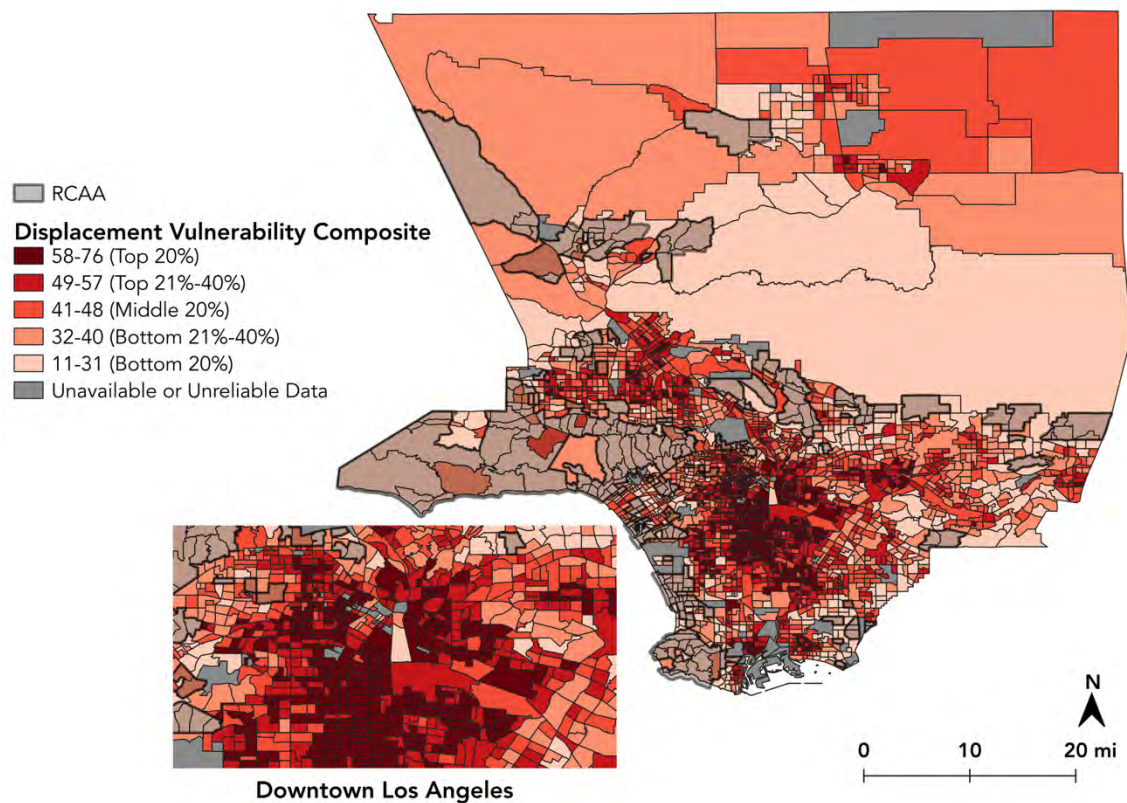 RCAA
Displacement Vulnerability Composite
58-76 (Top 20%)
49-57 (Top 21%-40%)
41-48 (Middle 20%)
32-40 (Bottom 21%-40%)
11-31 (Bottom 20%)
Unavailable or Unreliable Data
Downtown Los Angeles
N
0 10 20 mi